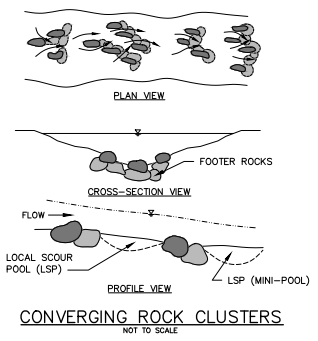 PLAN VIEW
FOOTER ROCKS
CROSS-SECTION VIEW
FLOW
LOCAL SCOUR
POOL (LSP)
LSP (MINI-POOL)
PROFILE VIEW
CONVERGING ROCK CLUSTERS
NOT TO SCALE